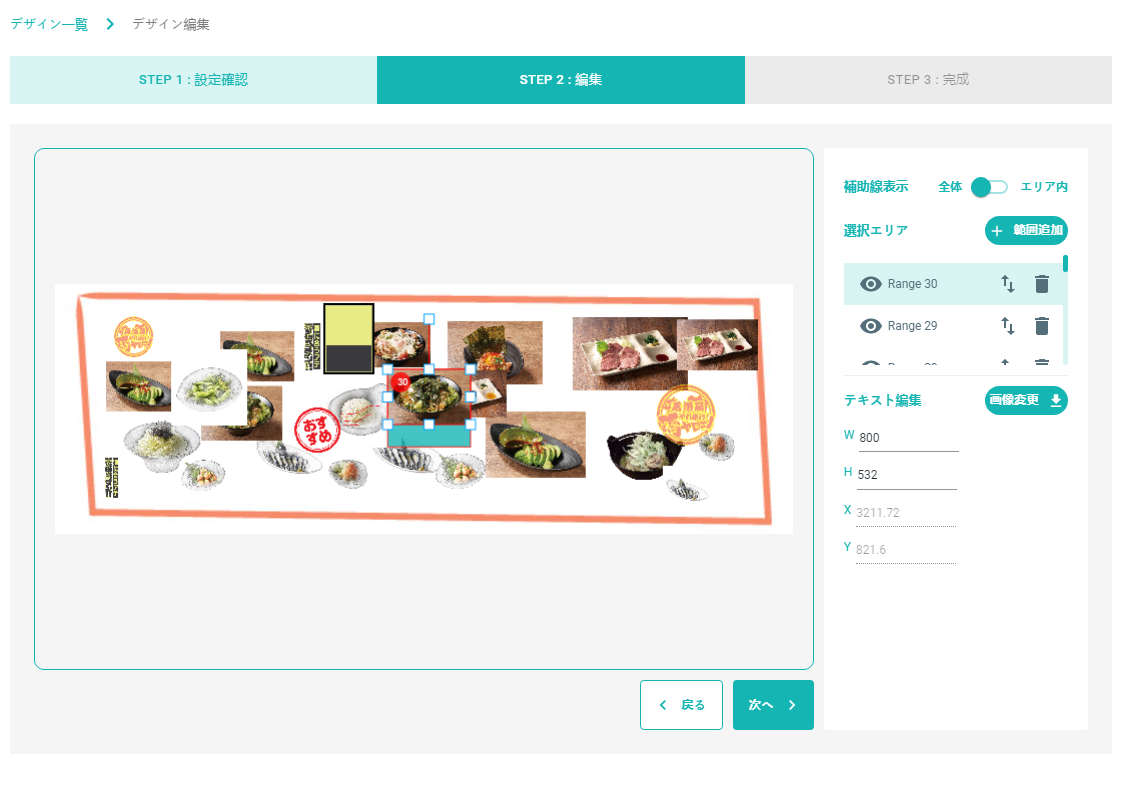 デザイン一覧 デザイン編集
STEP 1 : 設定確認
STEP 2 : 編集
STEP 3 : 完成
補助線表示 全体 エリア内
選択エリア 範囲追加
Range 30
Range 29
テキスト編集 画像変更
W 800
H 532
X 3211.72
Y 821.6
30
おす
すめ
戻る
次へ